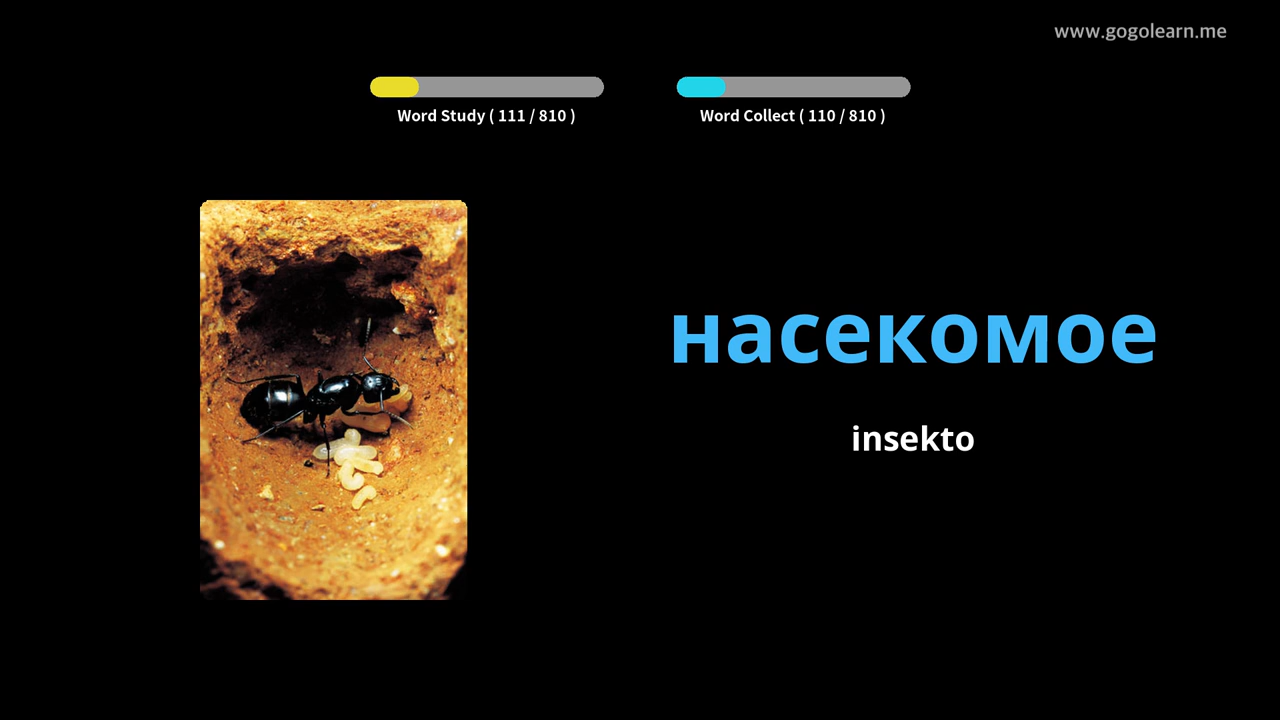 www.gogolearn.me
Word Study ( 111 / 810 )
Word Collect ( 110 / 810 )
насекомое
insekto